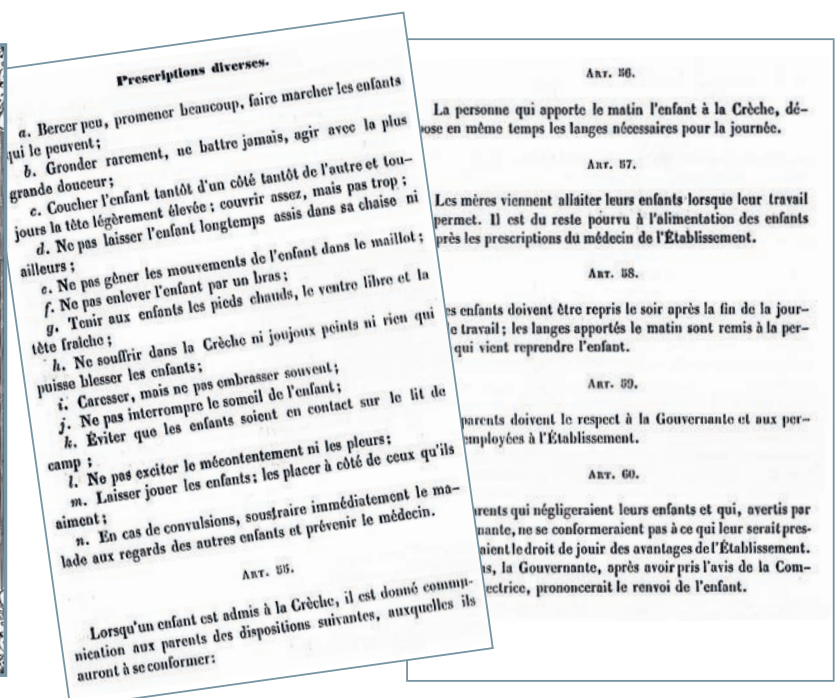 Prescriptions diverses.
a. Bercer peu, promener beaucoup, faire marcher les enfants
qui le peuvent;
b. Gronder rarement, ne battre jamais, agir avec la plus
grande douceur;
c. Coucher l'enfant tantôt d'un côté tantôt de l'autre et tou-
jours la tête légèrement élevée; couvrir assez, mais pas trop;
d. Ne pas laisser l'enfant longtemps assis dans sa chaise ni
ailleurs;
e. Ne pas gêner les mouvements de l'enfant dans le maillot;
f. Ne pas enlever l'enfant par un bras;
g. Tenir aux enfants les pieds chauds, le ventre libre et la
tête fraîche;
h. Ne souffrir dans la Crèche ni joujoux peints ni rien qui
puisse blesser les enfants;
i. Caresser, mais ne pas embrasser souvent;
j. Ne pas interrompre le someil de l'enfant;
k. Éviter que les enfants soient en contact sur le lit de
camp;
l. Ne pas exciter le mécontentement ni les pleurs;
m. Laisser jouer les enfants; les placer à côté de ceux qu'ils
aiment;
n. En cas de convulsions, soustraire immédiatement le ma-
lade aux regards des autres enfants et prévenir le médecin.
ART. 55.
Lorsqu'un enfant est admis à la Crèche, il est donné commu-
nication aux parents des dispositions suivantes, auxquelles ils
auront à se conformer:
ART. 56.
La personne qui apporte le matin l'enfant à la Crèche, dé-
ose en même temps les langes nécessaires pour la journée.
ART. 57.
Les mères viennent allaiter leurs enfants lorsque leur travail
permet. Il est du reste pourvu à l'alimentation des enfants
près les prescriptions du médecin de l'Établissement.
ART. 58.
es enfants doivent être repris le soir après la fin de la jour-
e travail; les langes apportés le matin sont remis à la per-
qui vient reprendre l'enfant.
ART. 59.
parents doivent le respect à la Gouvernante et aux per-
employées à l'Établissement.
ART. 60.
rents qui négligeraient leurs enfants et qui, avertis par
nante, ne se conformeraient pas à ce qui leur serait pres-
aient le droit de jouir des avantages de l'Établissement.
as, la Gouvernante, après avoir pris l'avis de la Com-
ectrice, prononcerait le renvoi de l'enfant.